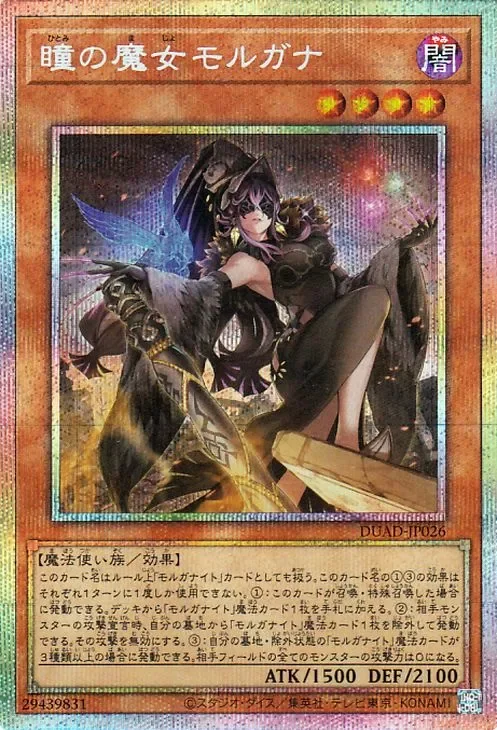 瞳の魔女モルガナ
闇
DUAD-JP026
【魔法使い族/効果】
このカード名はルール上「モルガナイト」カードとしても扱う。このカード名の①③の効果は
それぞれ1ターンに1度しか使用できない。①:このカードが召喚・特殊召喚した場合
に発動できる。デッキから「モルガナイト」魔法カード1枚を手札に加える。②:相手モン
スターの攻撃宣言時、自分の墓地から「モルガナイト」魔法カード1枚を除外して発動でき
る。その攻撃を無効にする。③:自分の墓地・除外状態の「モルガナイト」魔法カードが
3種類以上の場合に発動できる。相手フィールドの全てのモンスターの攻撃力は0になる。
ATK/1500 DEF/2100
29439831
©スタジオ・ダイス/集英社・テレビ東京・KONAMI